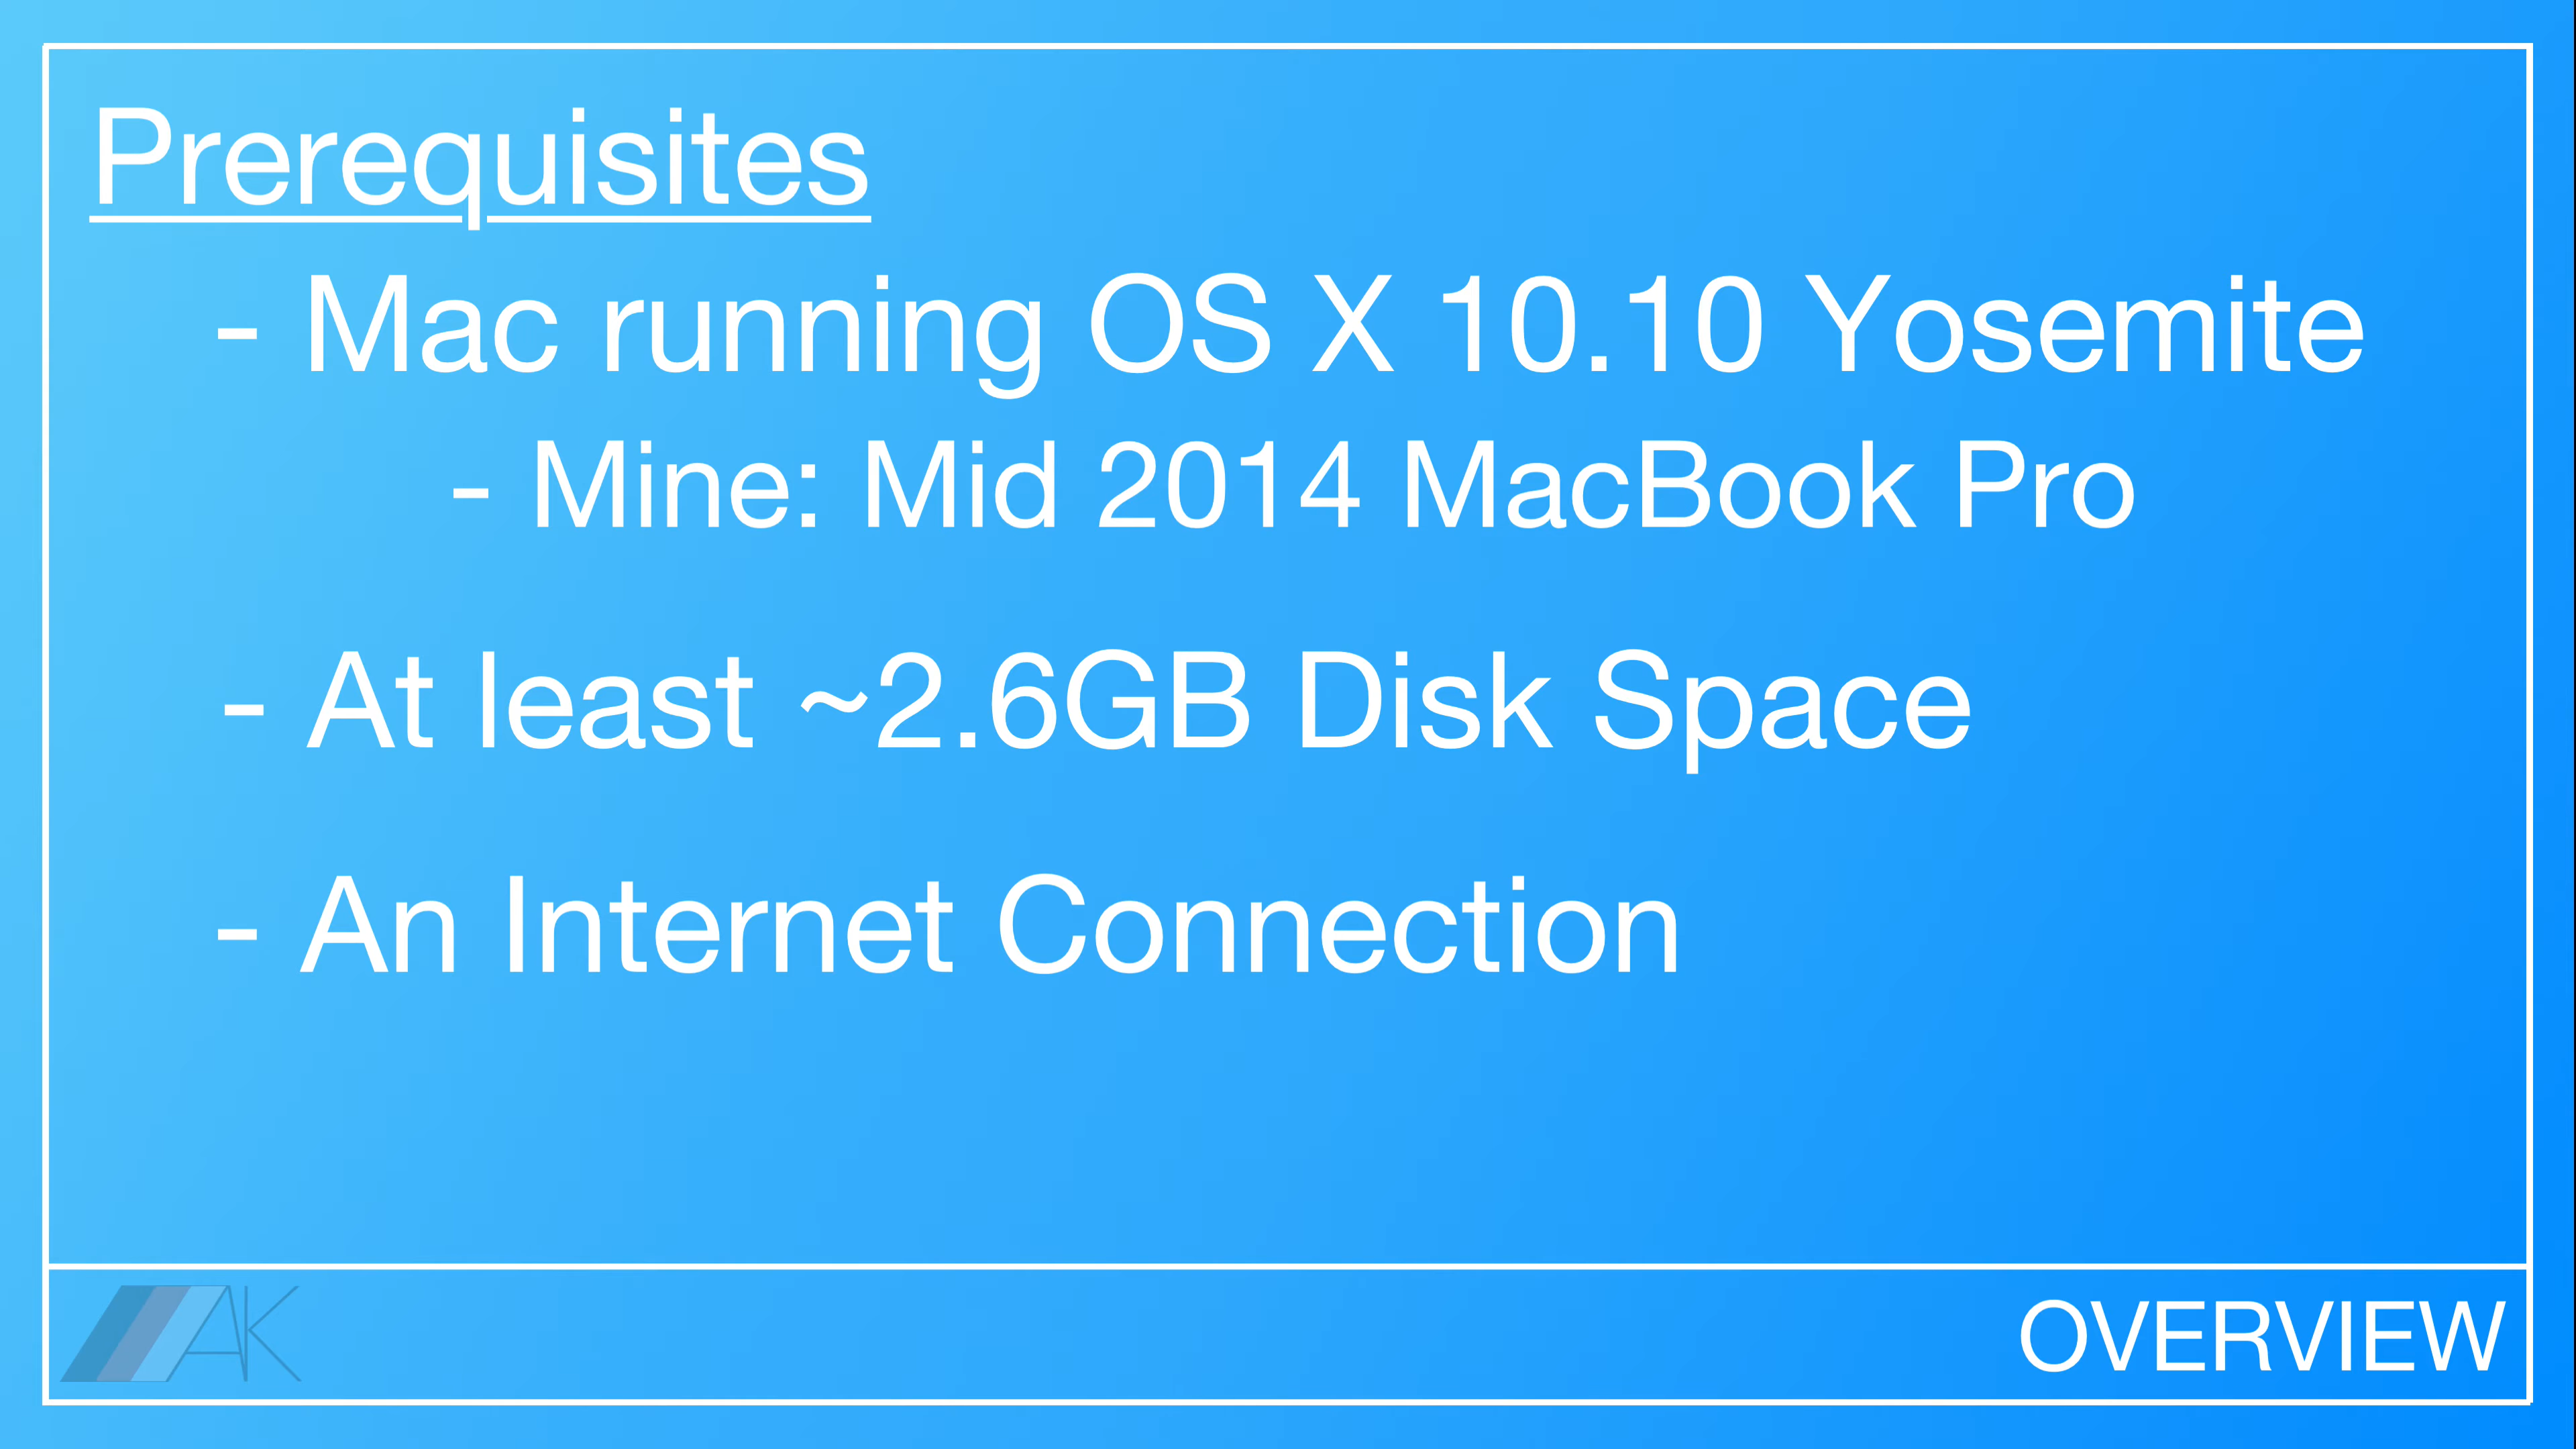 Prerequisites
- Mac running OS X 10.10 Yosemite
- Mine: Mid 2014 MacBook Pro
- At least ~2.6GB Disk Space
- An Internet Connection
AK
OVERVIEW